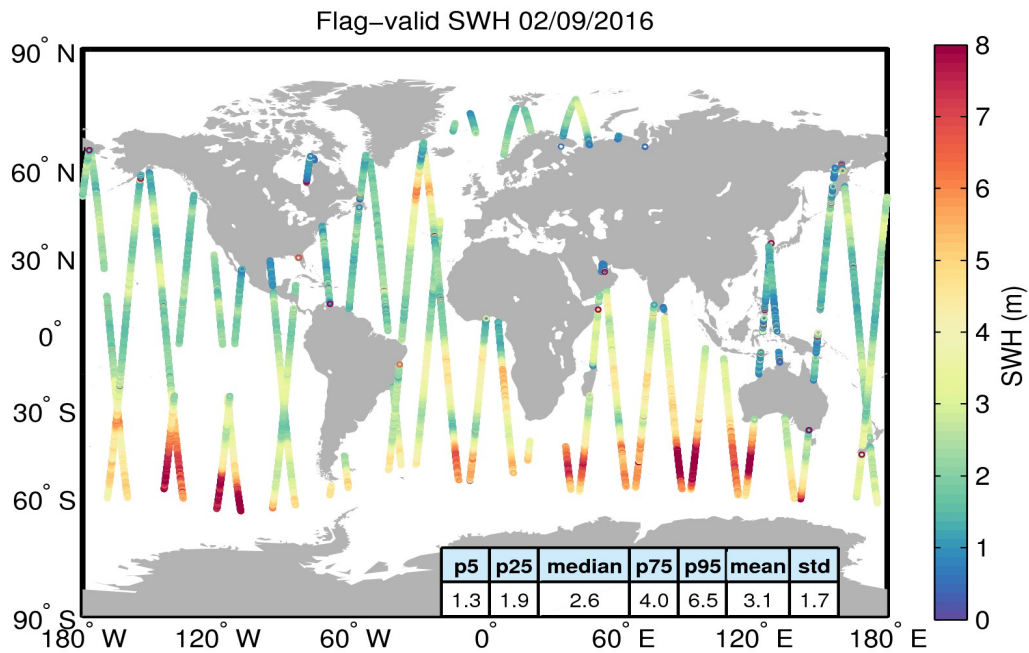 Flag−valid SWH 02/09/2016
90° N
60° N
30° N
0°
30° S
60° S
90° S
180° W
120° W
60° W
0°
60° E
120° E
180° E
p5 p25 median p75 p95 mean std
1.3 1.9 2.6 4.0 6.5 3.1 1.7
8
7
6
5
4
3
2
1
0
SWH (m)